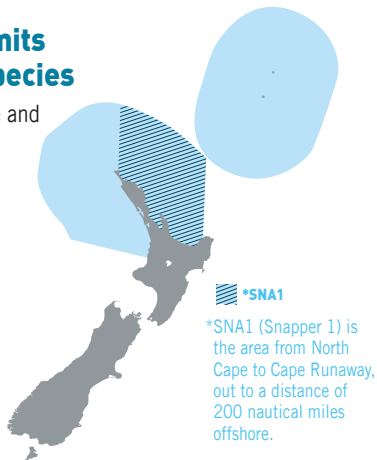 mits
pecies
and
*SNA1
*SNA1 (Snapper 1) is
the area from North
Cape to Cape Runaway,
out to a distance of
200 nautical miles
offshore.